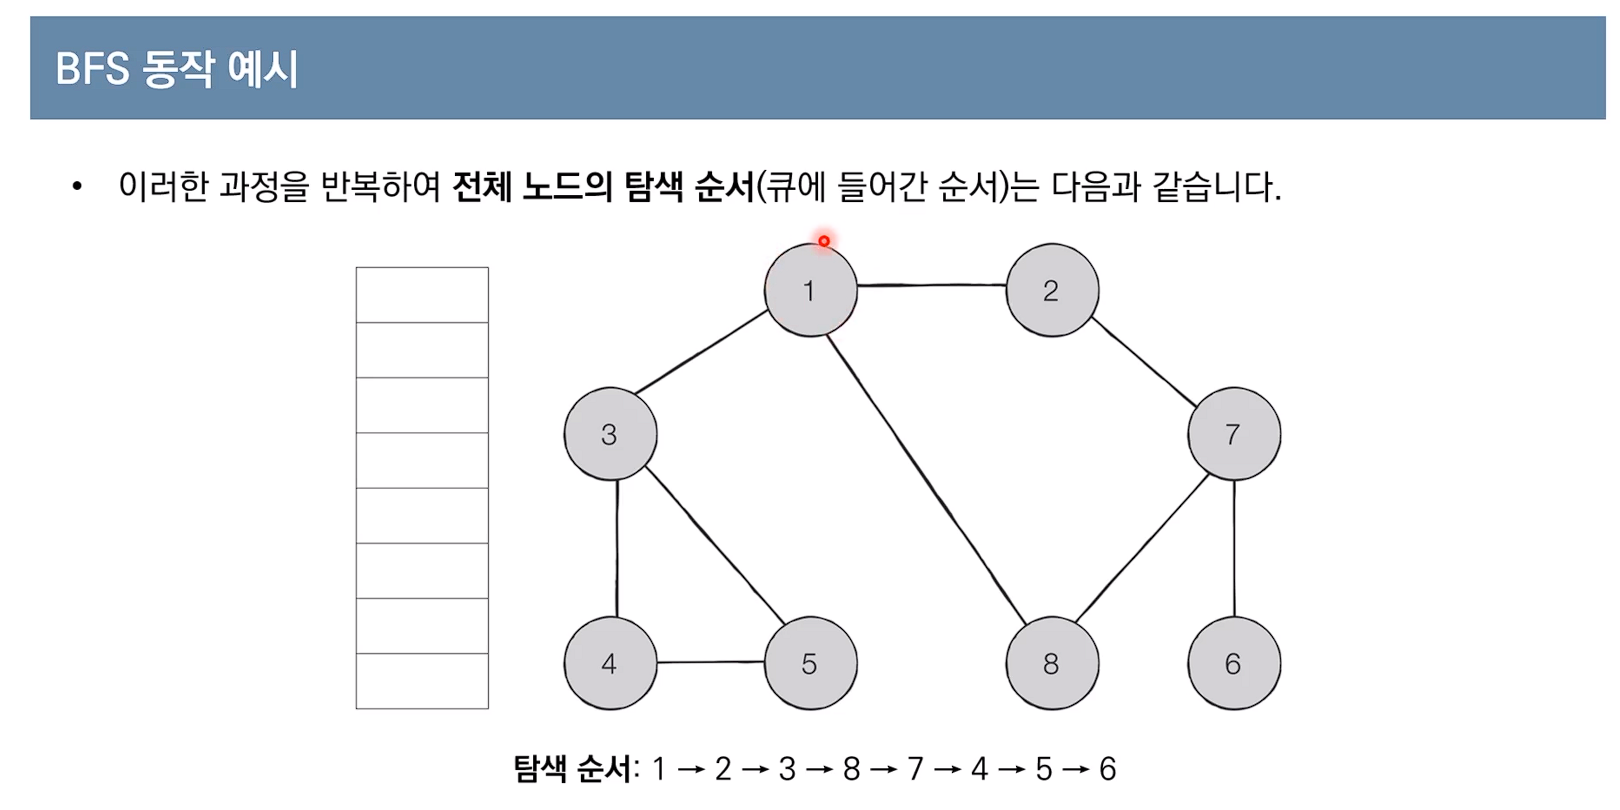 BFS 동작 예시
• 이러한 과정을 반복하여 전체 노드의 탐색 순서(큐에 들어간 순서)는 다음과 같습니다.
1 2
3 7
4 5 8 6
탐색 순서: 1 → 2 → 3 → 8 → 7 → 4 → 5 → 6